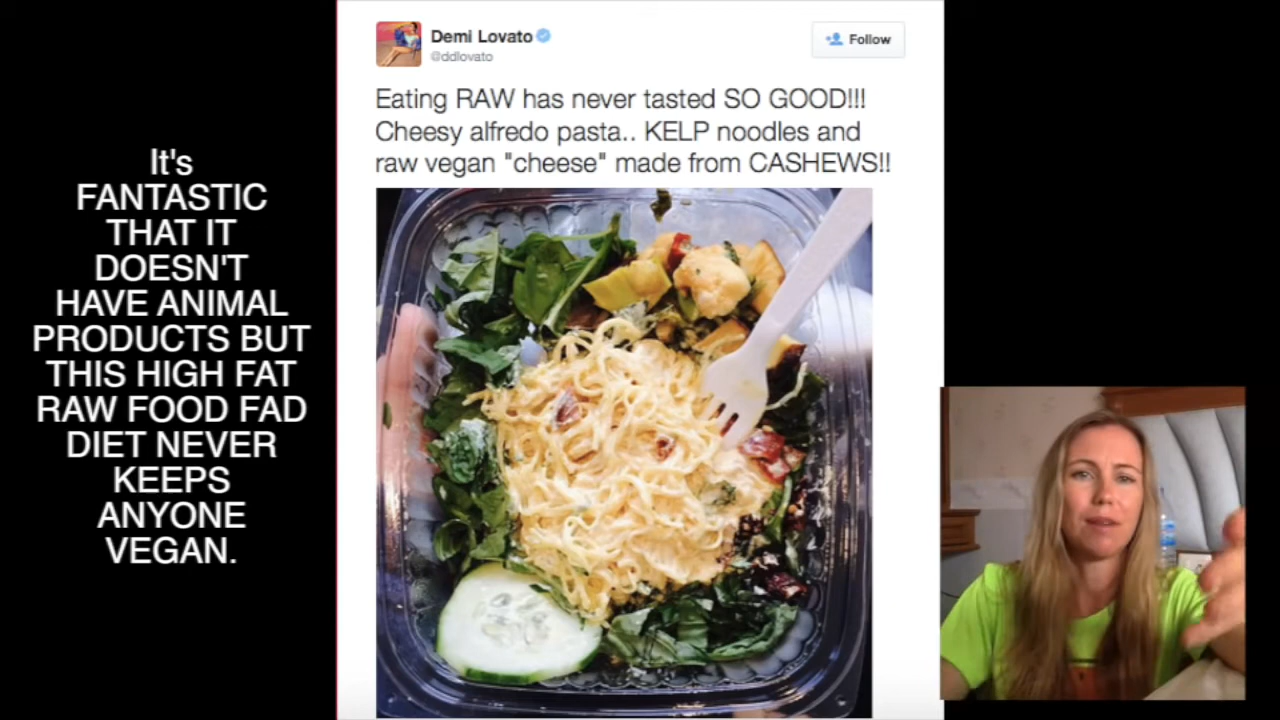 It's
FANTASTIC
THAT IT
DOESN'T
HAVE ANIMAL
PRODUCTS BUT
THIS HIGH FAT
RAW FOOD FAD
DIET NEVER
KEEPS
ANYONE
VEGAN.
Demi Lovato
@ddlovato
Follow
Eating RAW has never tasted SO GOOD!!!
Cheesy alfredo pasta.. KELP noodles and
raw vegan "cheese" made from CASHEWS!!